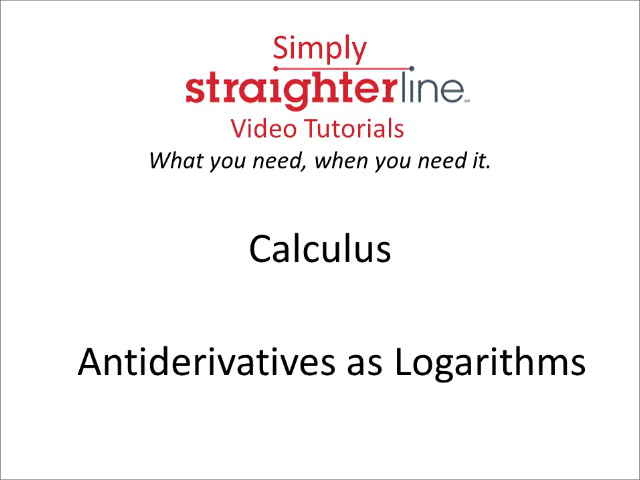 Simply
straighterline
Video Tutorials
What you need, when you need it.
Calculus
Antiderivatives as Logarithms